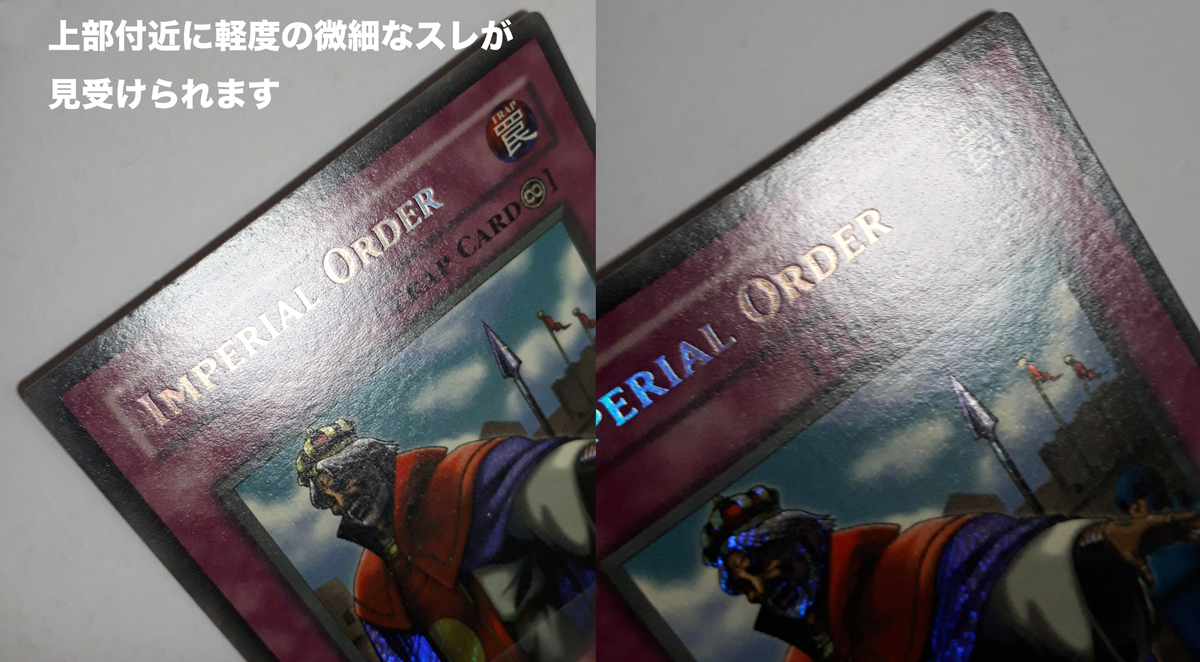 上部付近に軽度の微細なスレが
見受けられます
TRAP
罠
IMPERIAL ORDER
[TRAP CARD∞]
PERIAL ORDER